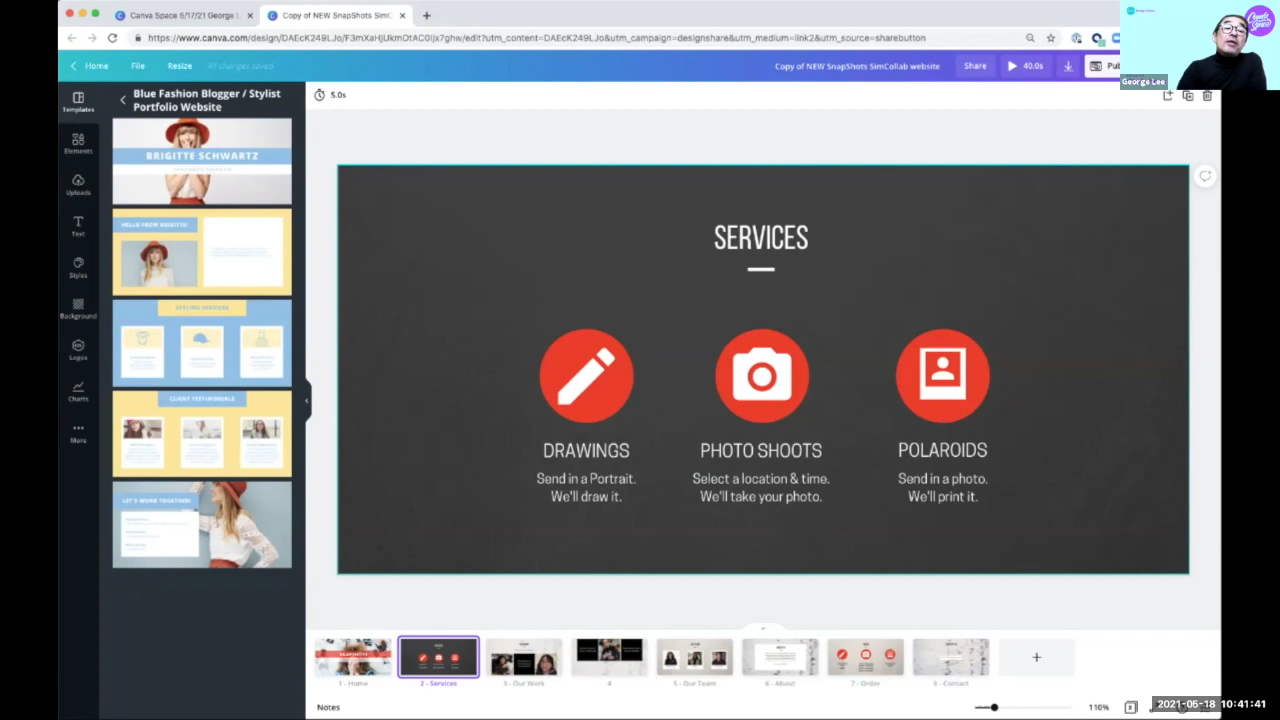 Canva Space 5/17/21 George L
Copy of NEW SnapShots SimC
https://www.canva.com/design/DAEcK249LJo/F3mXaHjUkmOtAC0Ijx7ghw/edit?utm_content=DAEcK249LJo&utm_campaign=designshare&utm_medium=link2&utm_source=sharebutton
Home
File
Resize
All changes saved
Copy of NEW SnapShots SimCollab website
Share
40.0s
Pu
George Lee
Templates
Elements
Uploads
Text
Styles
Background
Logos
Charts
More
Blue Fashion Blogger / Stylist
Portfolio Website
BRIGITTE SCHWARTZ
HELLO FROM BRIGITTE!
STYLING SERVICES
CLIENT TESTIMONIALS
LET'S WORK TOGETHER!
5.0s
SERVICES
DRAWINGS
Send in a Portrait.
We'll draw it.
PHOTO SHOOTS
Select a location & time.
We'll take your photo.
POLAROIDS
Send in a photo.
We'll print it.
1 - Home
2 - Services
3 - Our Work
4
5 - Our Team
6 - About
7 - Order
8 - Contact
Notes
110%
8
2021-05-18 10:41:41